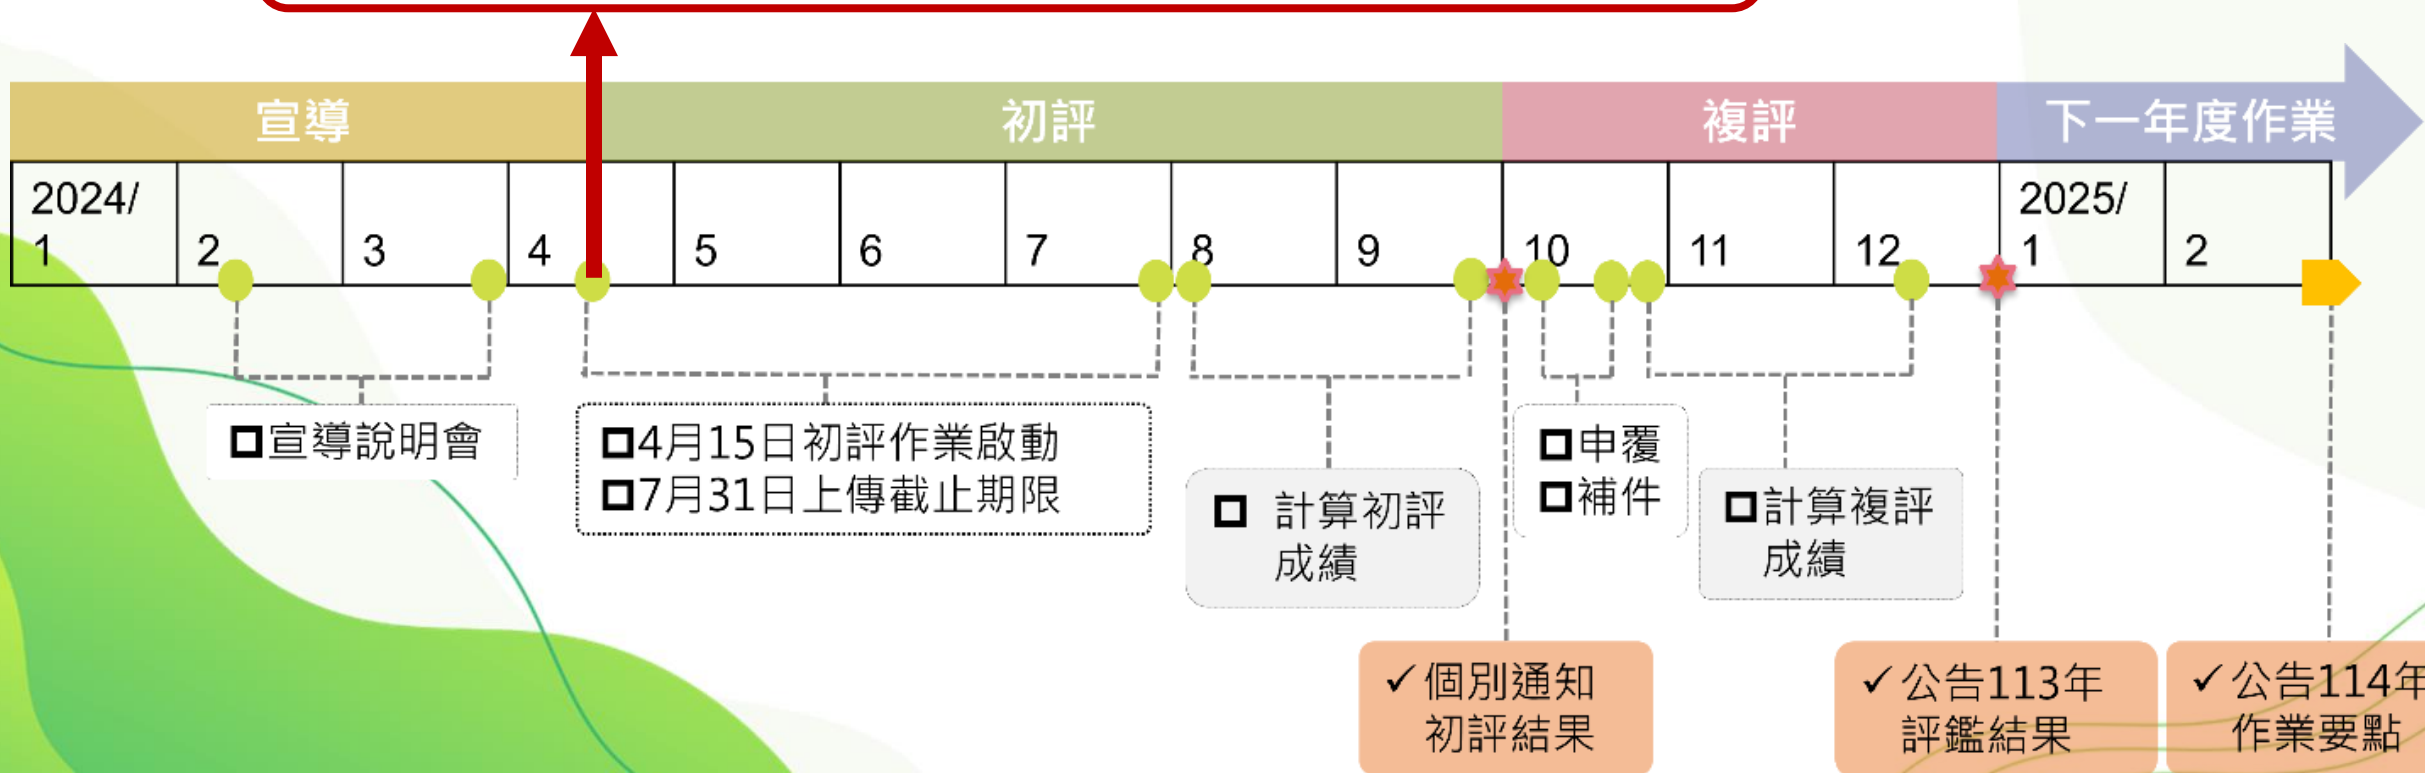 宣導
初評
複評
下一年度作業
2024/
1
2
3
4
5
6
7
8
9
10
11
12
2025/
1
2
宣導說明會
4月15日初評作業啟動
7月31日上傳截止期限
計算初評
成績
申覆
補件
計算複評
成績
✓個別通知
初評結果
✓公告113年
評鑑結果
✓公告114年
作業要點